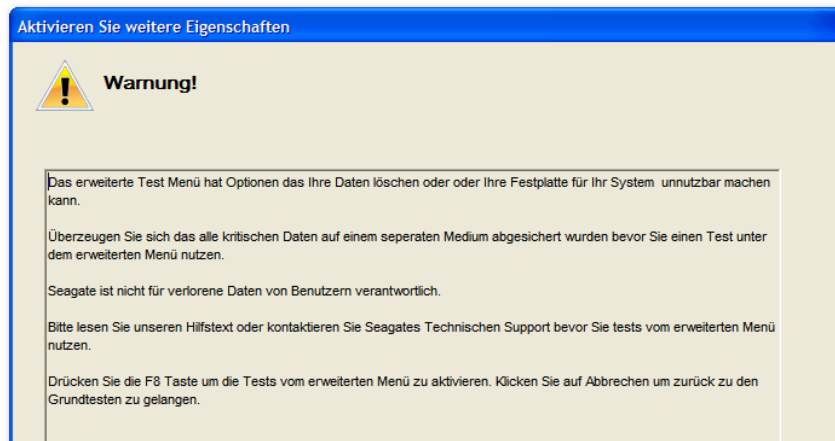 Aktivieren Sie weitere Eigenschaften
Warnung!
Das erweiterte Test Menü hat Optionen das Ihre Daten löschen oder oder Ihre Festplatte für Ihr System unnutzbar machen
kann.
Überzeugen Sie sich das alle kritischen Daten auf einem seperaten Medium abgesichert wurden bevor Sie einen Test unter
dem erweiterten Menü nutzen.
Seagate ist nicht für verlorene Daten von Benutzern verantwortlich.
Bitte lesen Sie unseren Hilfstext oder kontaktieren Sie Seagates Technischen Support bevor Sie tests vom erweiterten Menü
nutzen.
Drücken Sie die F8 Taste um die Tests vom erweiterten Menü zu aktivieren. Klicken Sie auf Abbrechen um zurück zu den
Grundtesten zu gelangen.